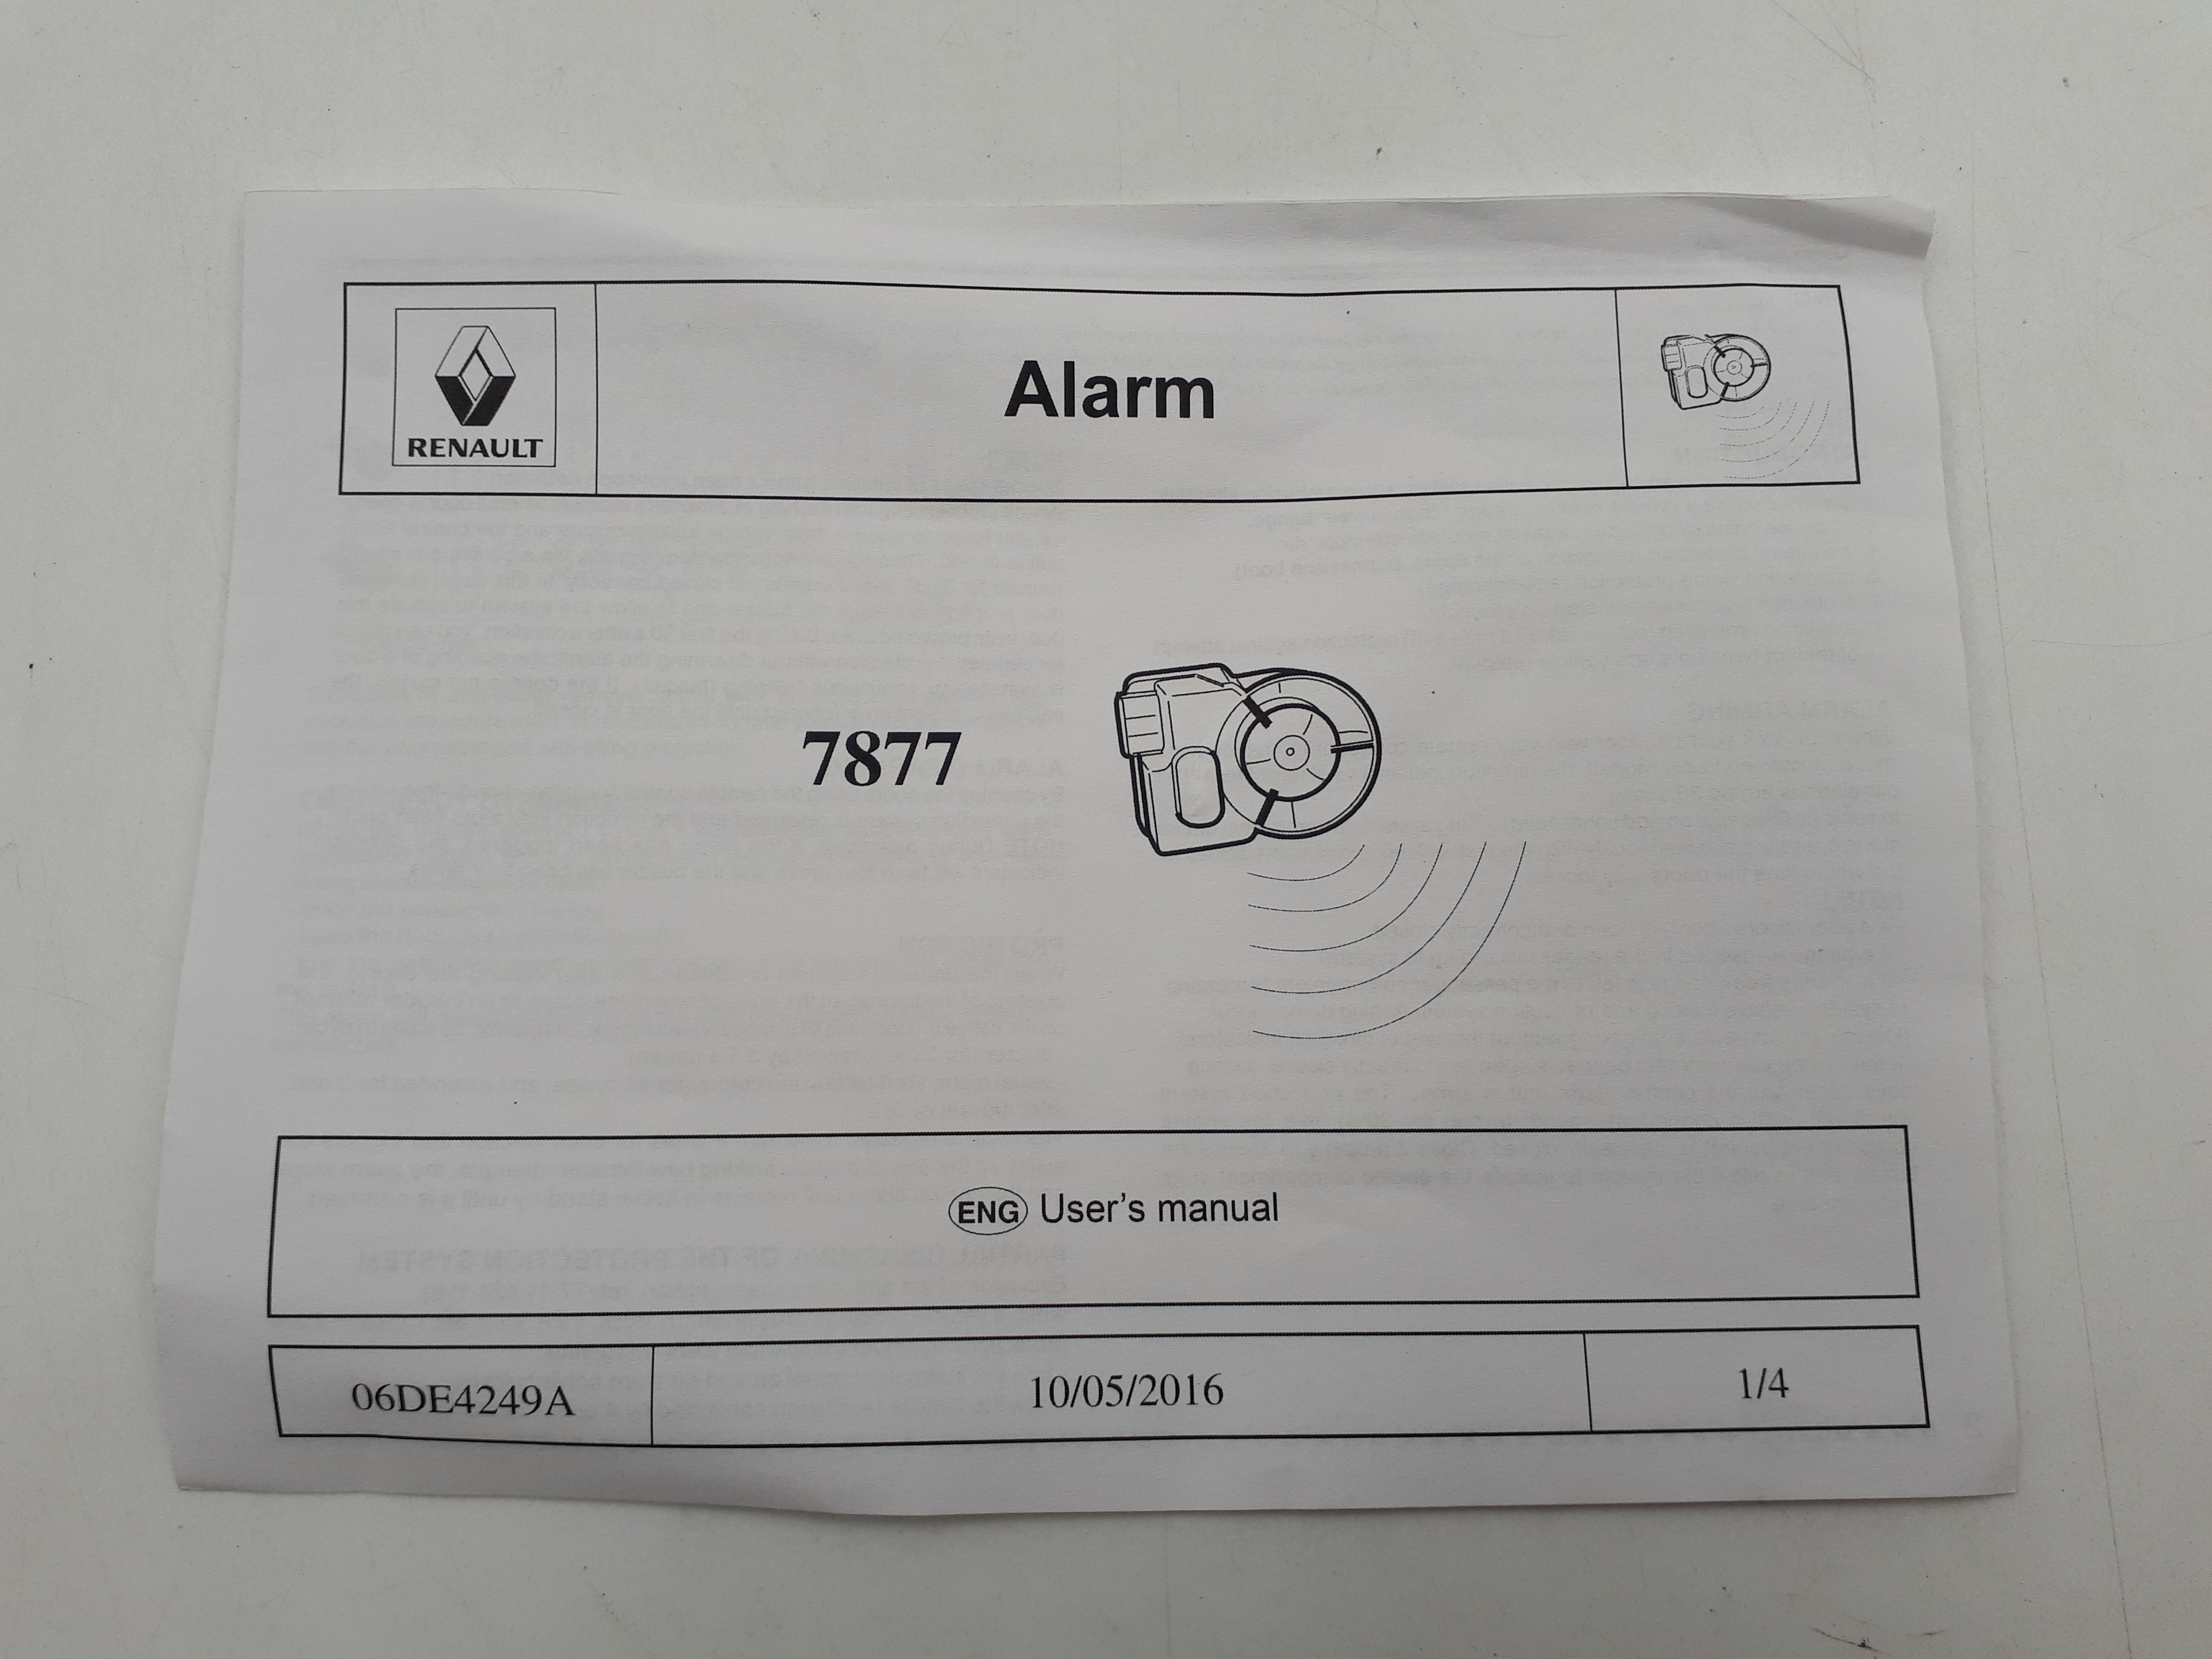 RENAULT
Alarm
7877
ENG User's manual
06DE4249A
10/05/2016
1/4